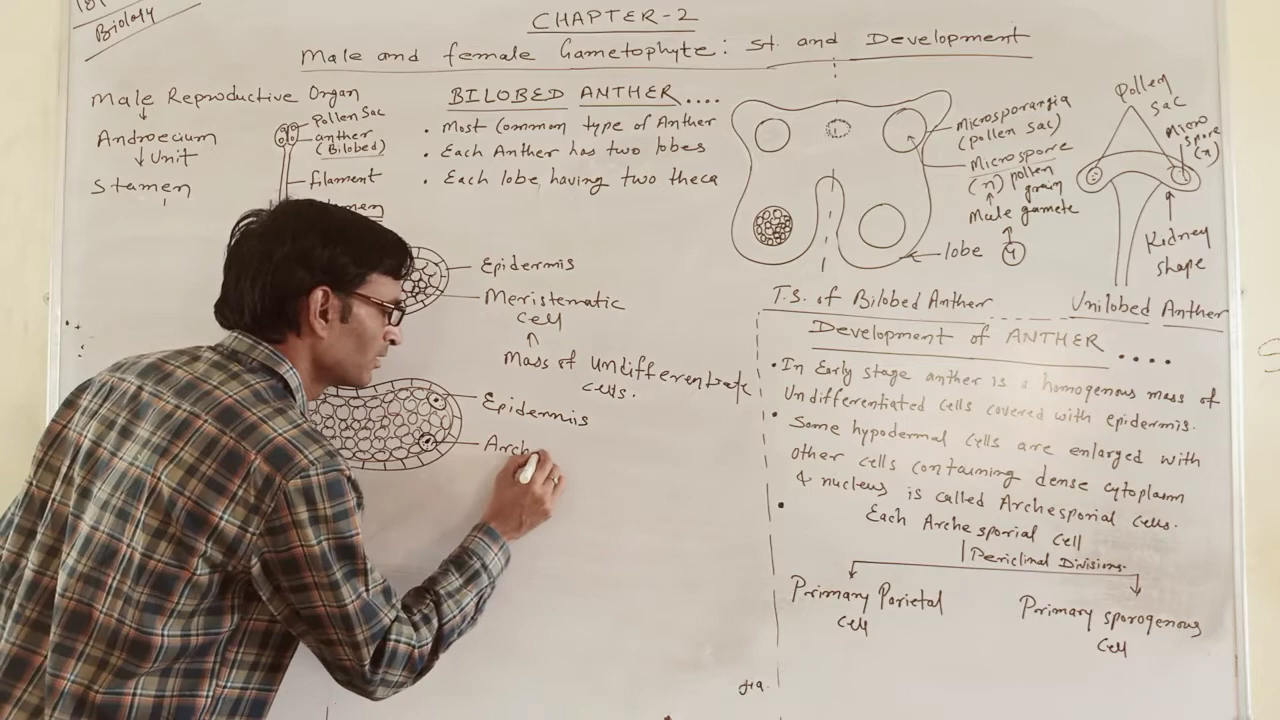 Biology
CHAPTER-2
Male and female Gametophyte: st. and Development
Male Reproductive Organ
Androecium
Unit
Stamen
Pollen Sac
anther
(Bilobed)
filament
BILOBED ANTHER....
• Most Common type of Anther
• Each Anther has two lobes
• Each lobe having two theca
Microsporangia
(pollen sac)
Microspore
(n) pollen
grain
Male gamete
lobe
T.S. of Bilobed Anther
Pollen
Sac
Micro
spore
(n)
Kidney
shape
Unilobed Anther
Epidermis
Meristematic
Cell
Mass of Undifferentiate
cells.
Epidermis
Arch
Development of ANTHER ....
• In Early stage anther is a homogenous mass of
Undifferentiated cells covered with epidermis.
• Some hypodermal cells are enlarged with
other cells containing dense cytoplasm
& nucleus is called Archesporial cells.
• Each Archesporial cell
Periclinal Divisions.
Primary Parietal
cell
Primary sporogenous
cell